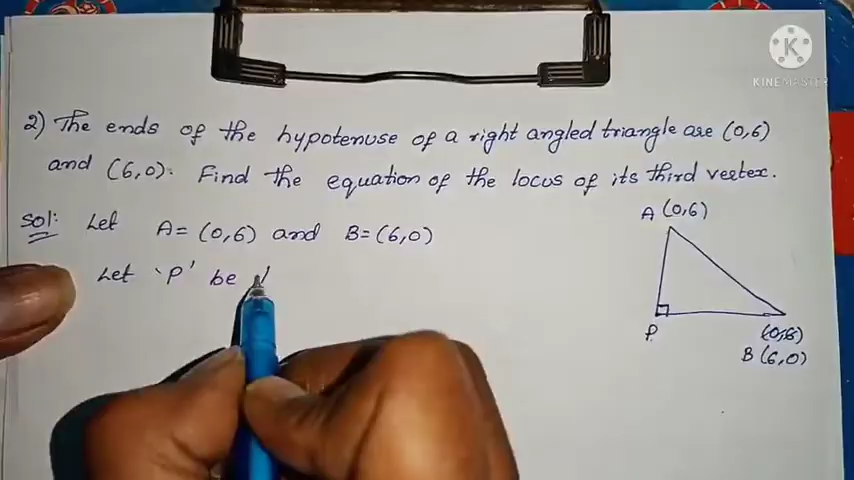 K
KINEMASTER
2) The ends of the hypotenuse of a right angled triangle are (0,6)
and (6,0). Find the equation of the locus of its third vertex.
Sol: Let A= (0,6) and B= (6,0)
Let 'P' be
A (0,6)
P
(0,6)
B (6,0)